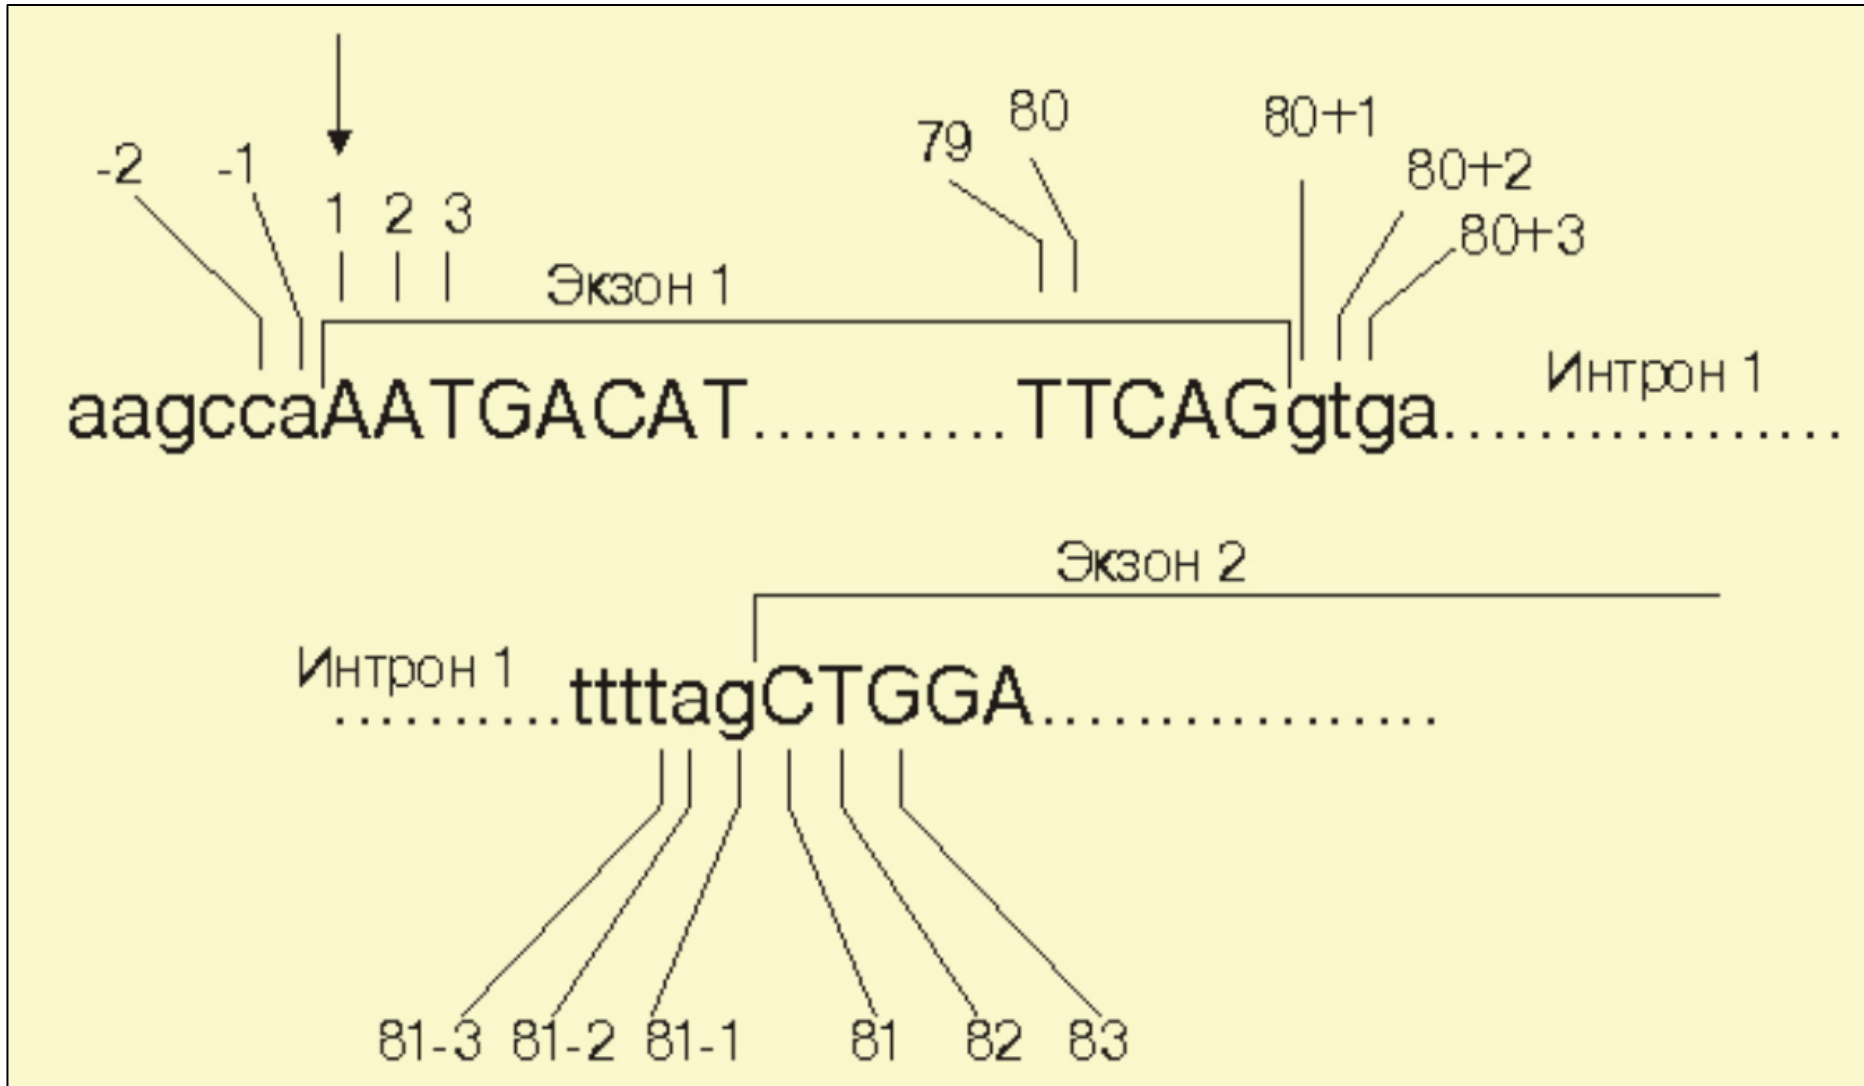 -2 -1 1 2 3 79 80 80+1 80+2 80+3
Экзон 1
Интрон 1
aagccaAATGACAT...........TTCAGgtga.................
Экзон 2
Интрон 1
..........ttttagCTGGA.................
81-3 81-2 81-1 81 82 83